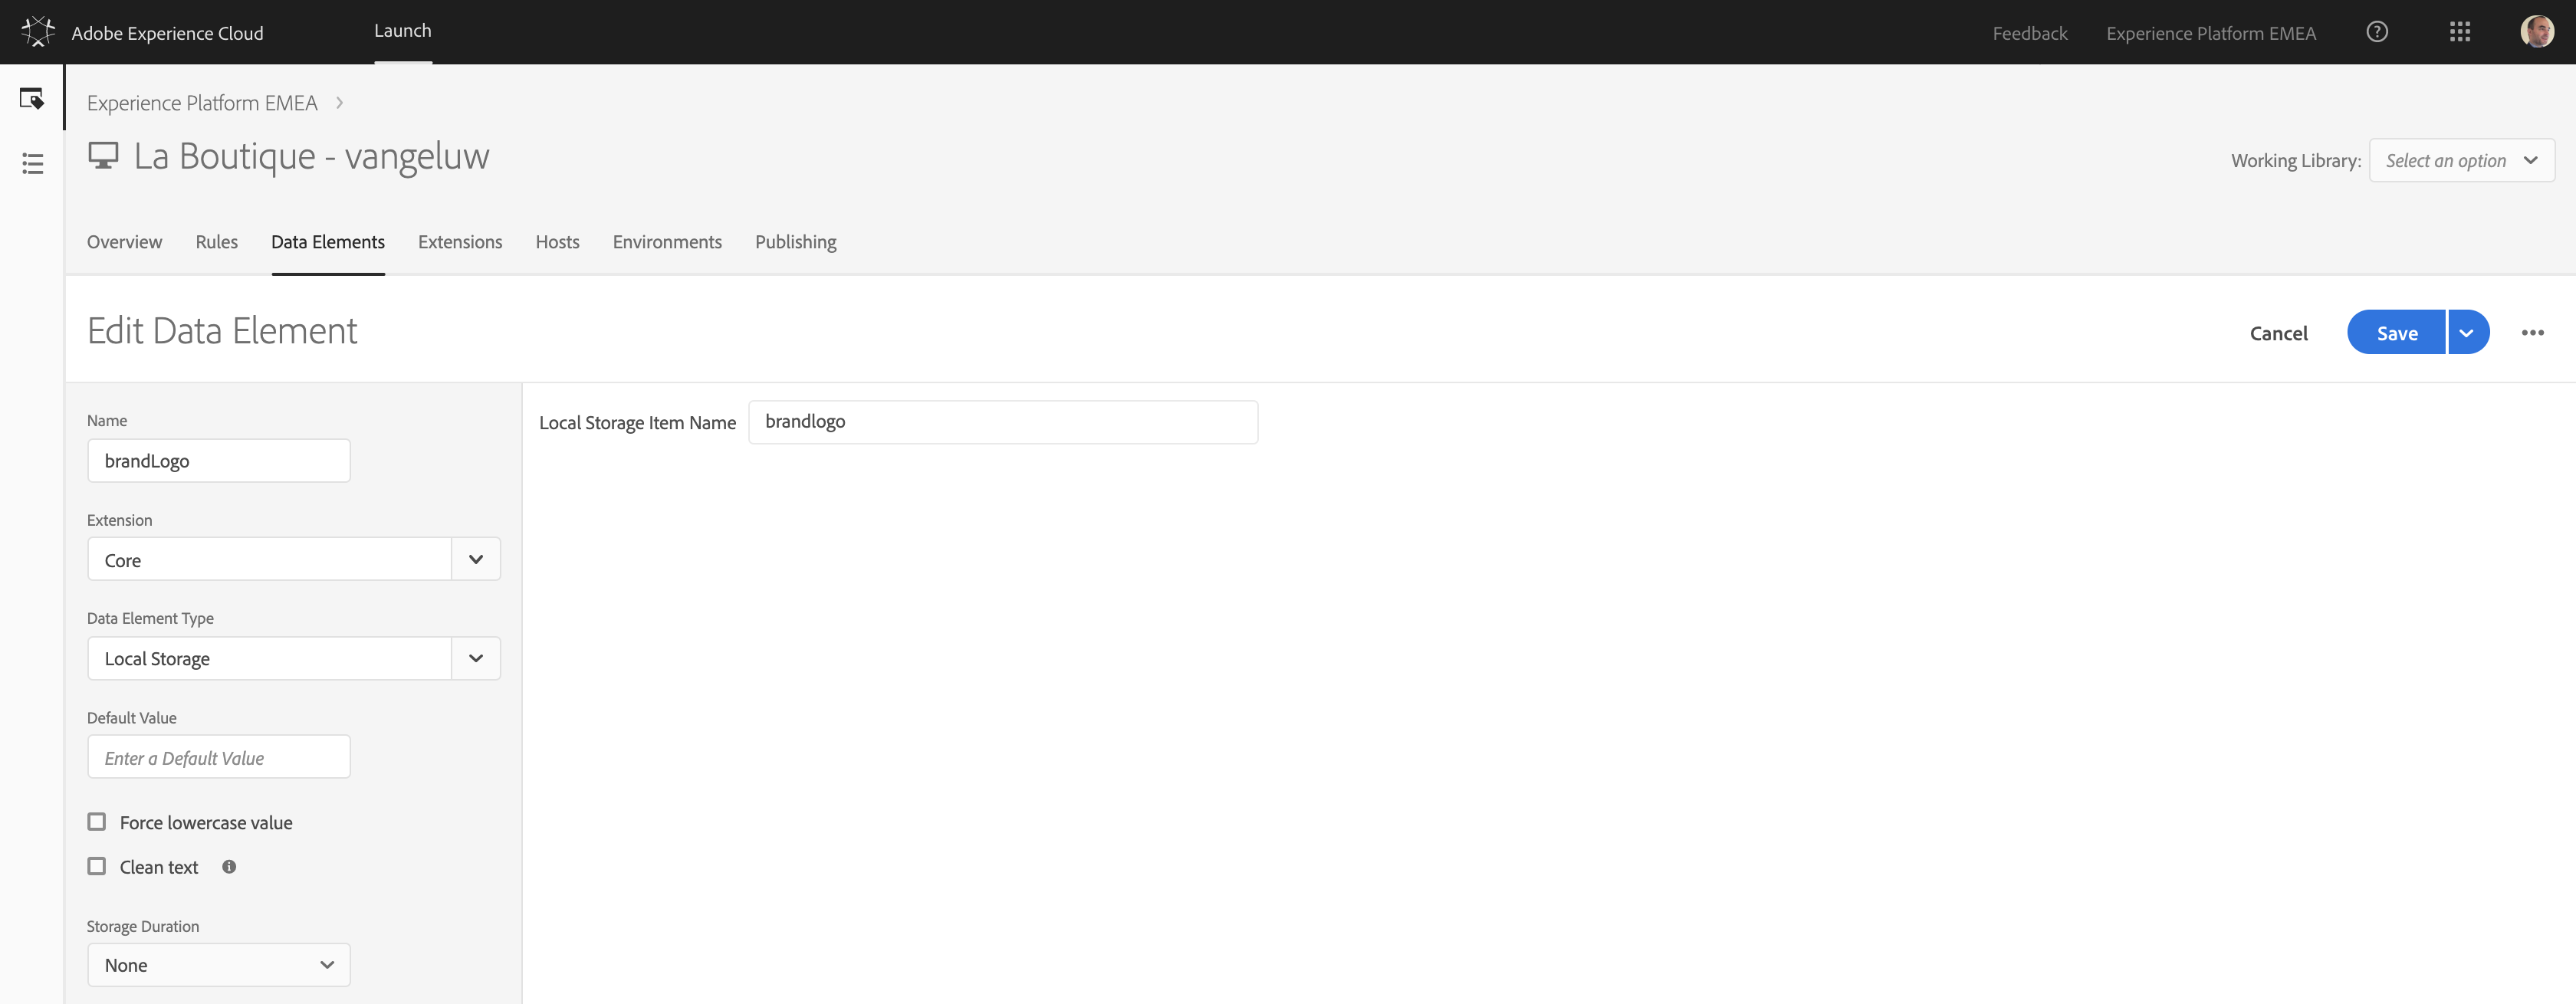 Adobe Experience Cloud
Launch
Feedback
Experience Platform EMEA
Experience Platform EMEA
La Boutique - vangeluw
Working Library:
Select an option
Overview
Rules
Data Elements
Extensions
Hosts
Environments
Publishing
Edit Data Element
Cancel
Save
Name
brandLogo
Extension
Core
Data Element Type
Local Storage
Default Value
Enter a Default Value
Force lowercase value
Clean text
Storage Duration
None
Local Storage Item Name
brandlogo